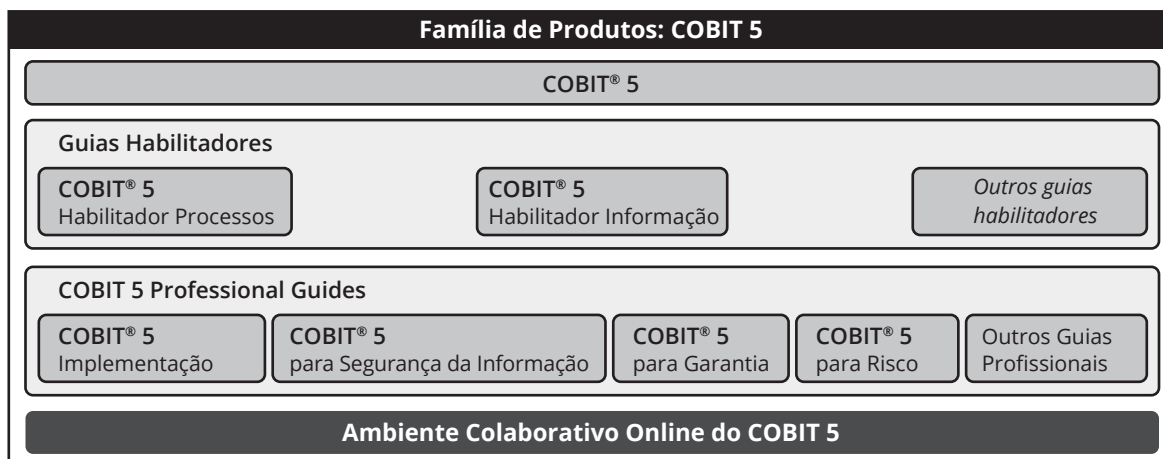 Família de Produtos: COBIT 5
COBIT® 5
Guias Habilitadores
COBIT® 5
Habilitador Processos
COBIT® 5
Habilitador Informação
Outros guias
habilitadores
COBIT 5 Professional Guides
COBIT® 5
Implementação
COBIT® 5
para Segurança da Informação
COBIT® 5
para Garantia
COBIT® 5
para Risco
Outros Guias
Profissionais
Ambiente Colaborativo Online do COBIT 5